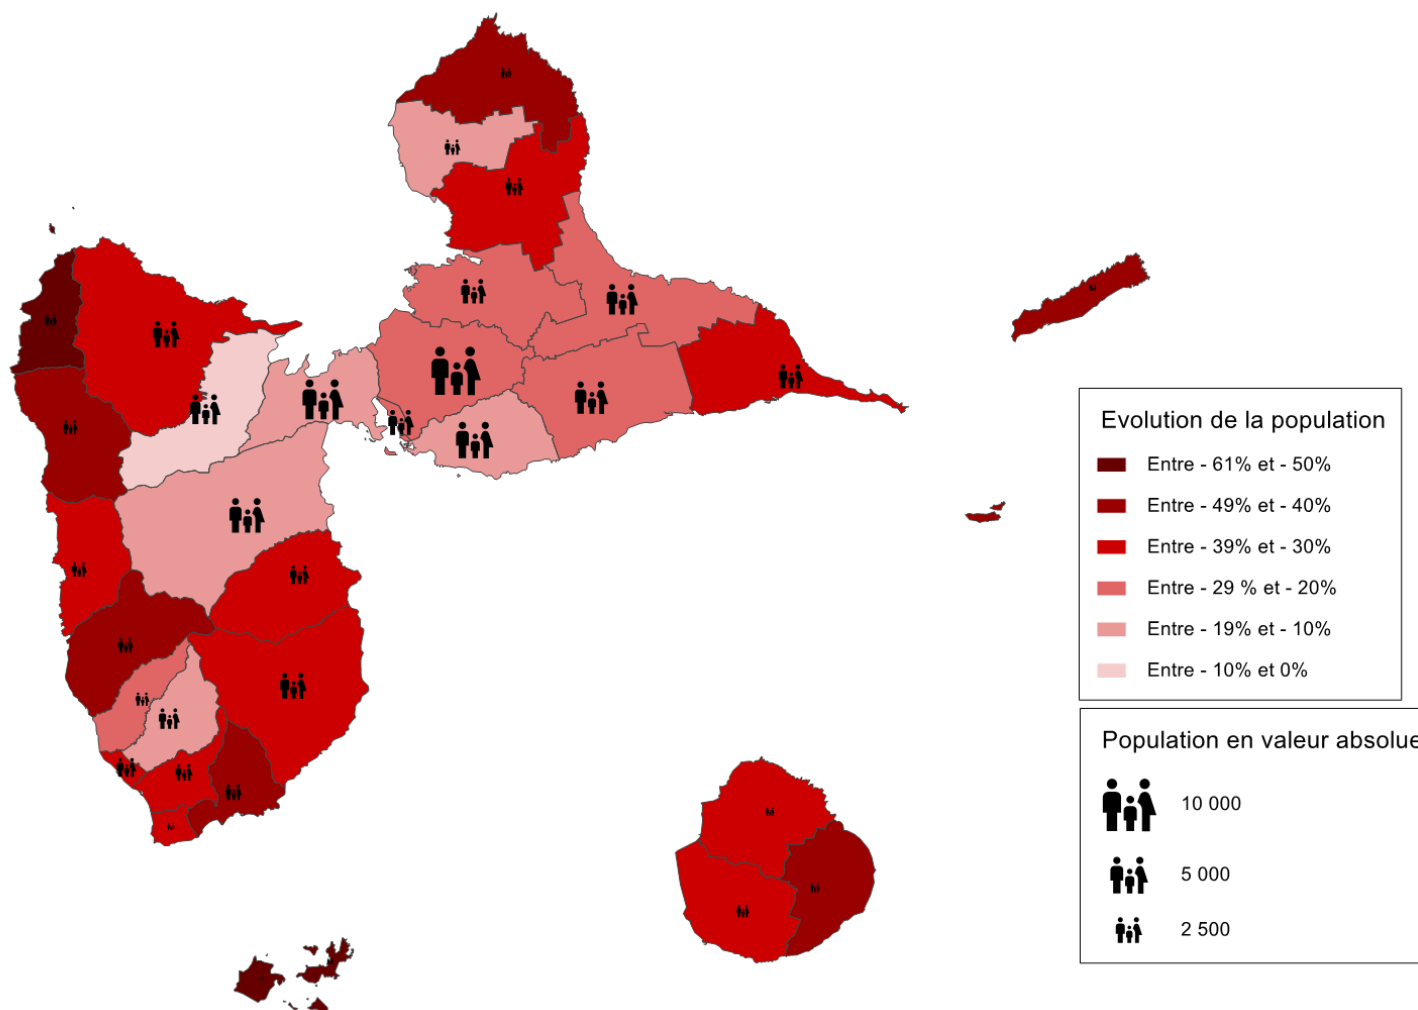 Evolution de la population
Entre - 61% et - 50%
Entre - 49% et - 40%
Entre - 39% et - 30%
Entre - 29 % et - 20%
Entre - 19% et - 10%
Entre - 10% et 0%
Population en valeur absolue
10 000
5 000
2 500